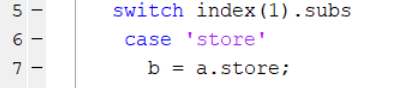 5 – switch index(1).subs
6 – case 'store'
7 – b = a.store;